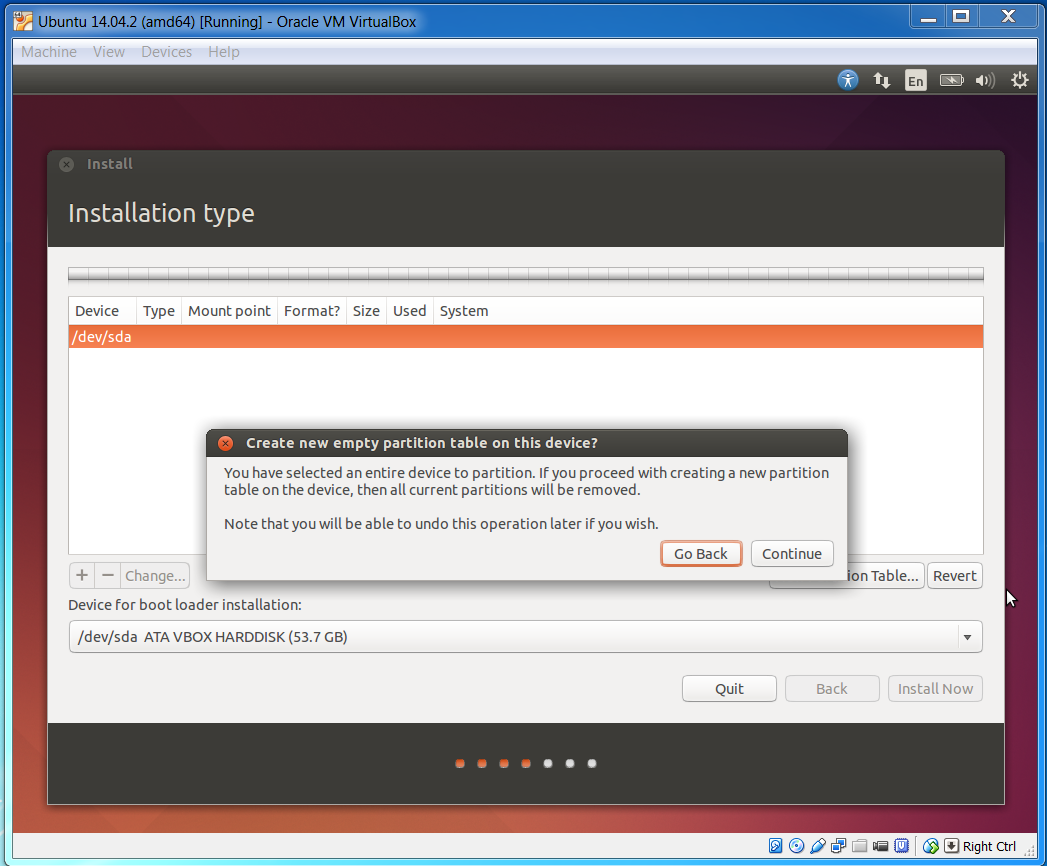 Ubuntu 14.04.2 (amd64) [Running] - Oracle VM VirtualBox
Machine View Devices Help
En
Install
Installation type
Device Type Mount point Format? Size Used System
/dev/sda
Create new empty partition table on this device?
You have selected an entire device to partition. If you proceed with creating a new partition
table on the device, then all current partitions will be removed.
Note that you will be able to undo this operation later if you wish.
Go Back Continue
+ − Change... ion Table... Revert
Device for boot loader installation:
/dev/sda ATA VBOX HARDDISK (53.7 GB)
Quit Back Install Now
Right Ctrl